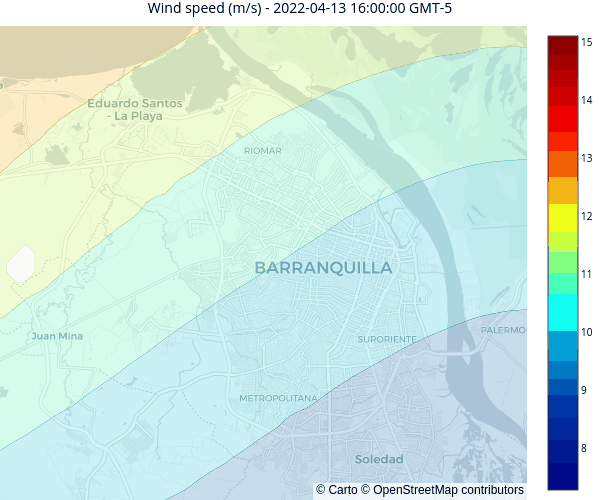 Wind speed (m/s) - 2022-04-13 16:00:00 GMT-5
15
14
13
12
11
10
9
8
Eduardo Santos
- La Playa
RIOMAR
BARRANQUILLA
Juan Mina
SURORIENTE
PALERMO
METROPOLITANA
Soledad
© Carto © OpenStreetMap contributors